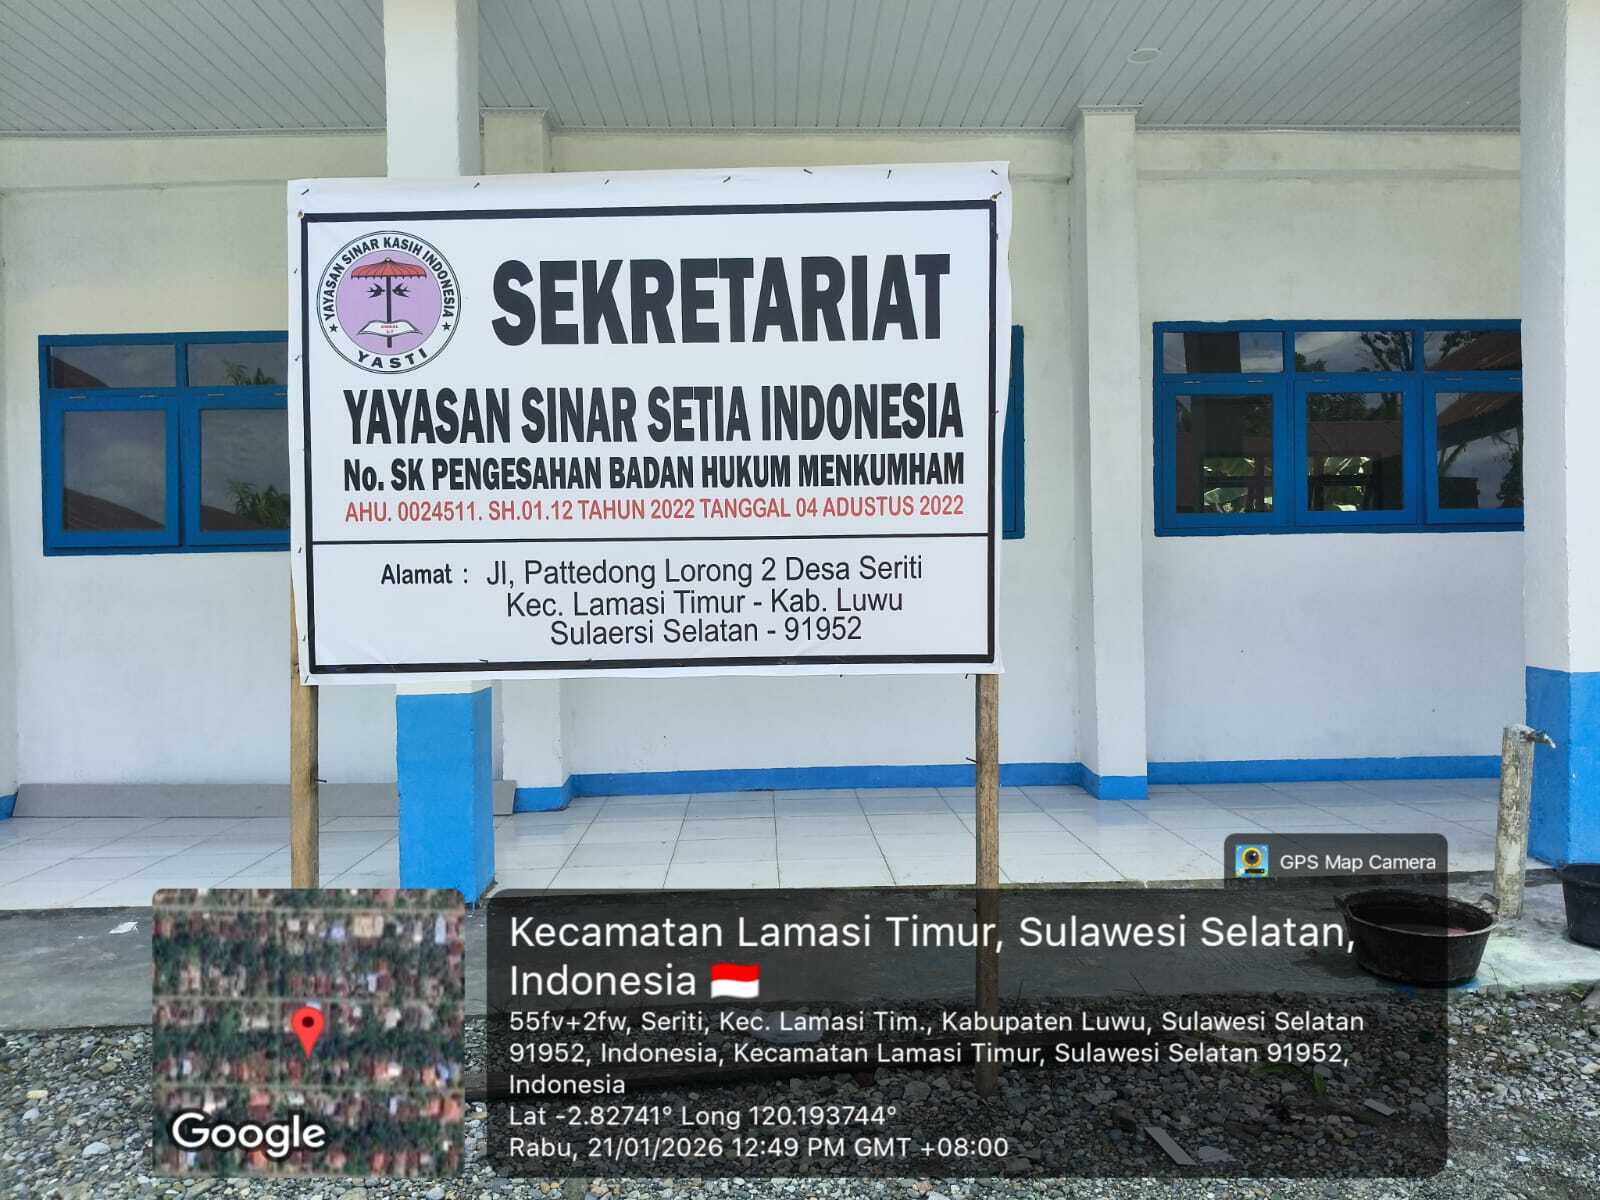 YAYASAN SINAR KASIH INDONESIA
YASTI
SEKRETARIAT
YAYASAN SINAR SETIA INDONESIA
No. SK PENGESAHAN BADAN HUKUM MENKUMHAM
AHU. 0024511. SH.01.12 TAHUN 2022 TANGGAL 04 ADUSTUS 2022
Alamat : Jl, Pattedong Lorong 2 Desa Seriti
Kec. Lamasi Timur - Kab. Luwu
Sulaersi Selatan - 91952
GPS Map Camera
Kecamatan Lamasi Timur, Sulawesi Selatan,
Indonesia
55fv+2fw, Seriti, Kec. Lamasi Tim., Kabupaten Luwu, Sulawesi Selatan
91952, Indonesia, Kecamatan Lamasi Timur, Sulawesi Selatan 91952,
Indonesia
Lat -2.82741° Long 120.193744°
Rabu, 21/01/2026 12:49 PM GMT +08:00
Google